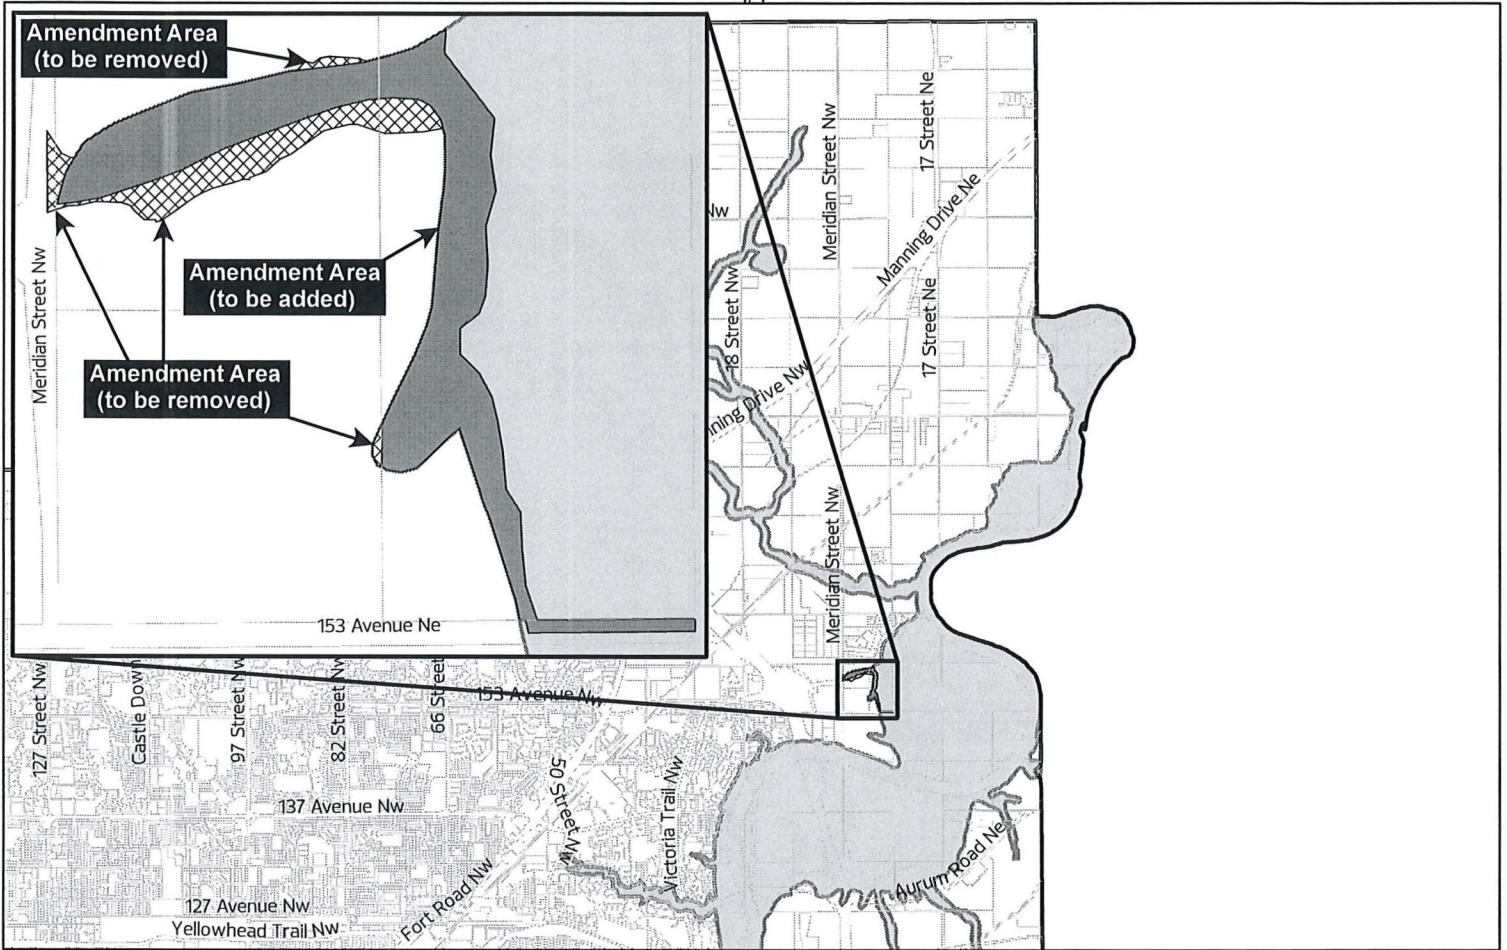 Amendment Area
(to be removed)
Meridian Street Nw
Amendment Area
(to be added)
Amendment Area
(to be removed)
153 Avenue Ne
Nw
Meridian Street Nw
17 Street Ne
Manning Drive Ne
18 Street Nw
17 Street Ne
nning Drive Nw
Meridian Street Nw
127 Street Nw
Castle Down
97 Street Nw
82 Street Nw
66 Street
153 Avenue Nw
50 Street Nw
Victoria Trail Nw
137 Avenue Nw
Fort Road Nw
Aurum Road Ne
127 Avenue Nw
Yellowhead Trail Nw